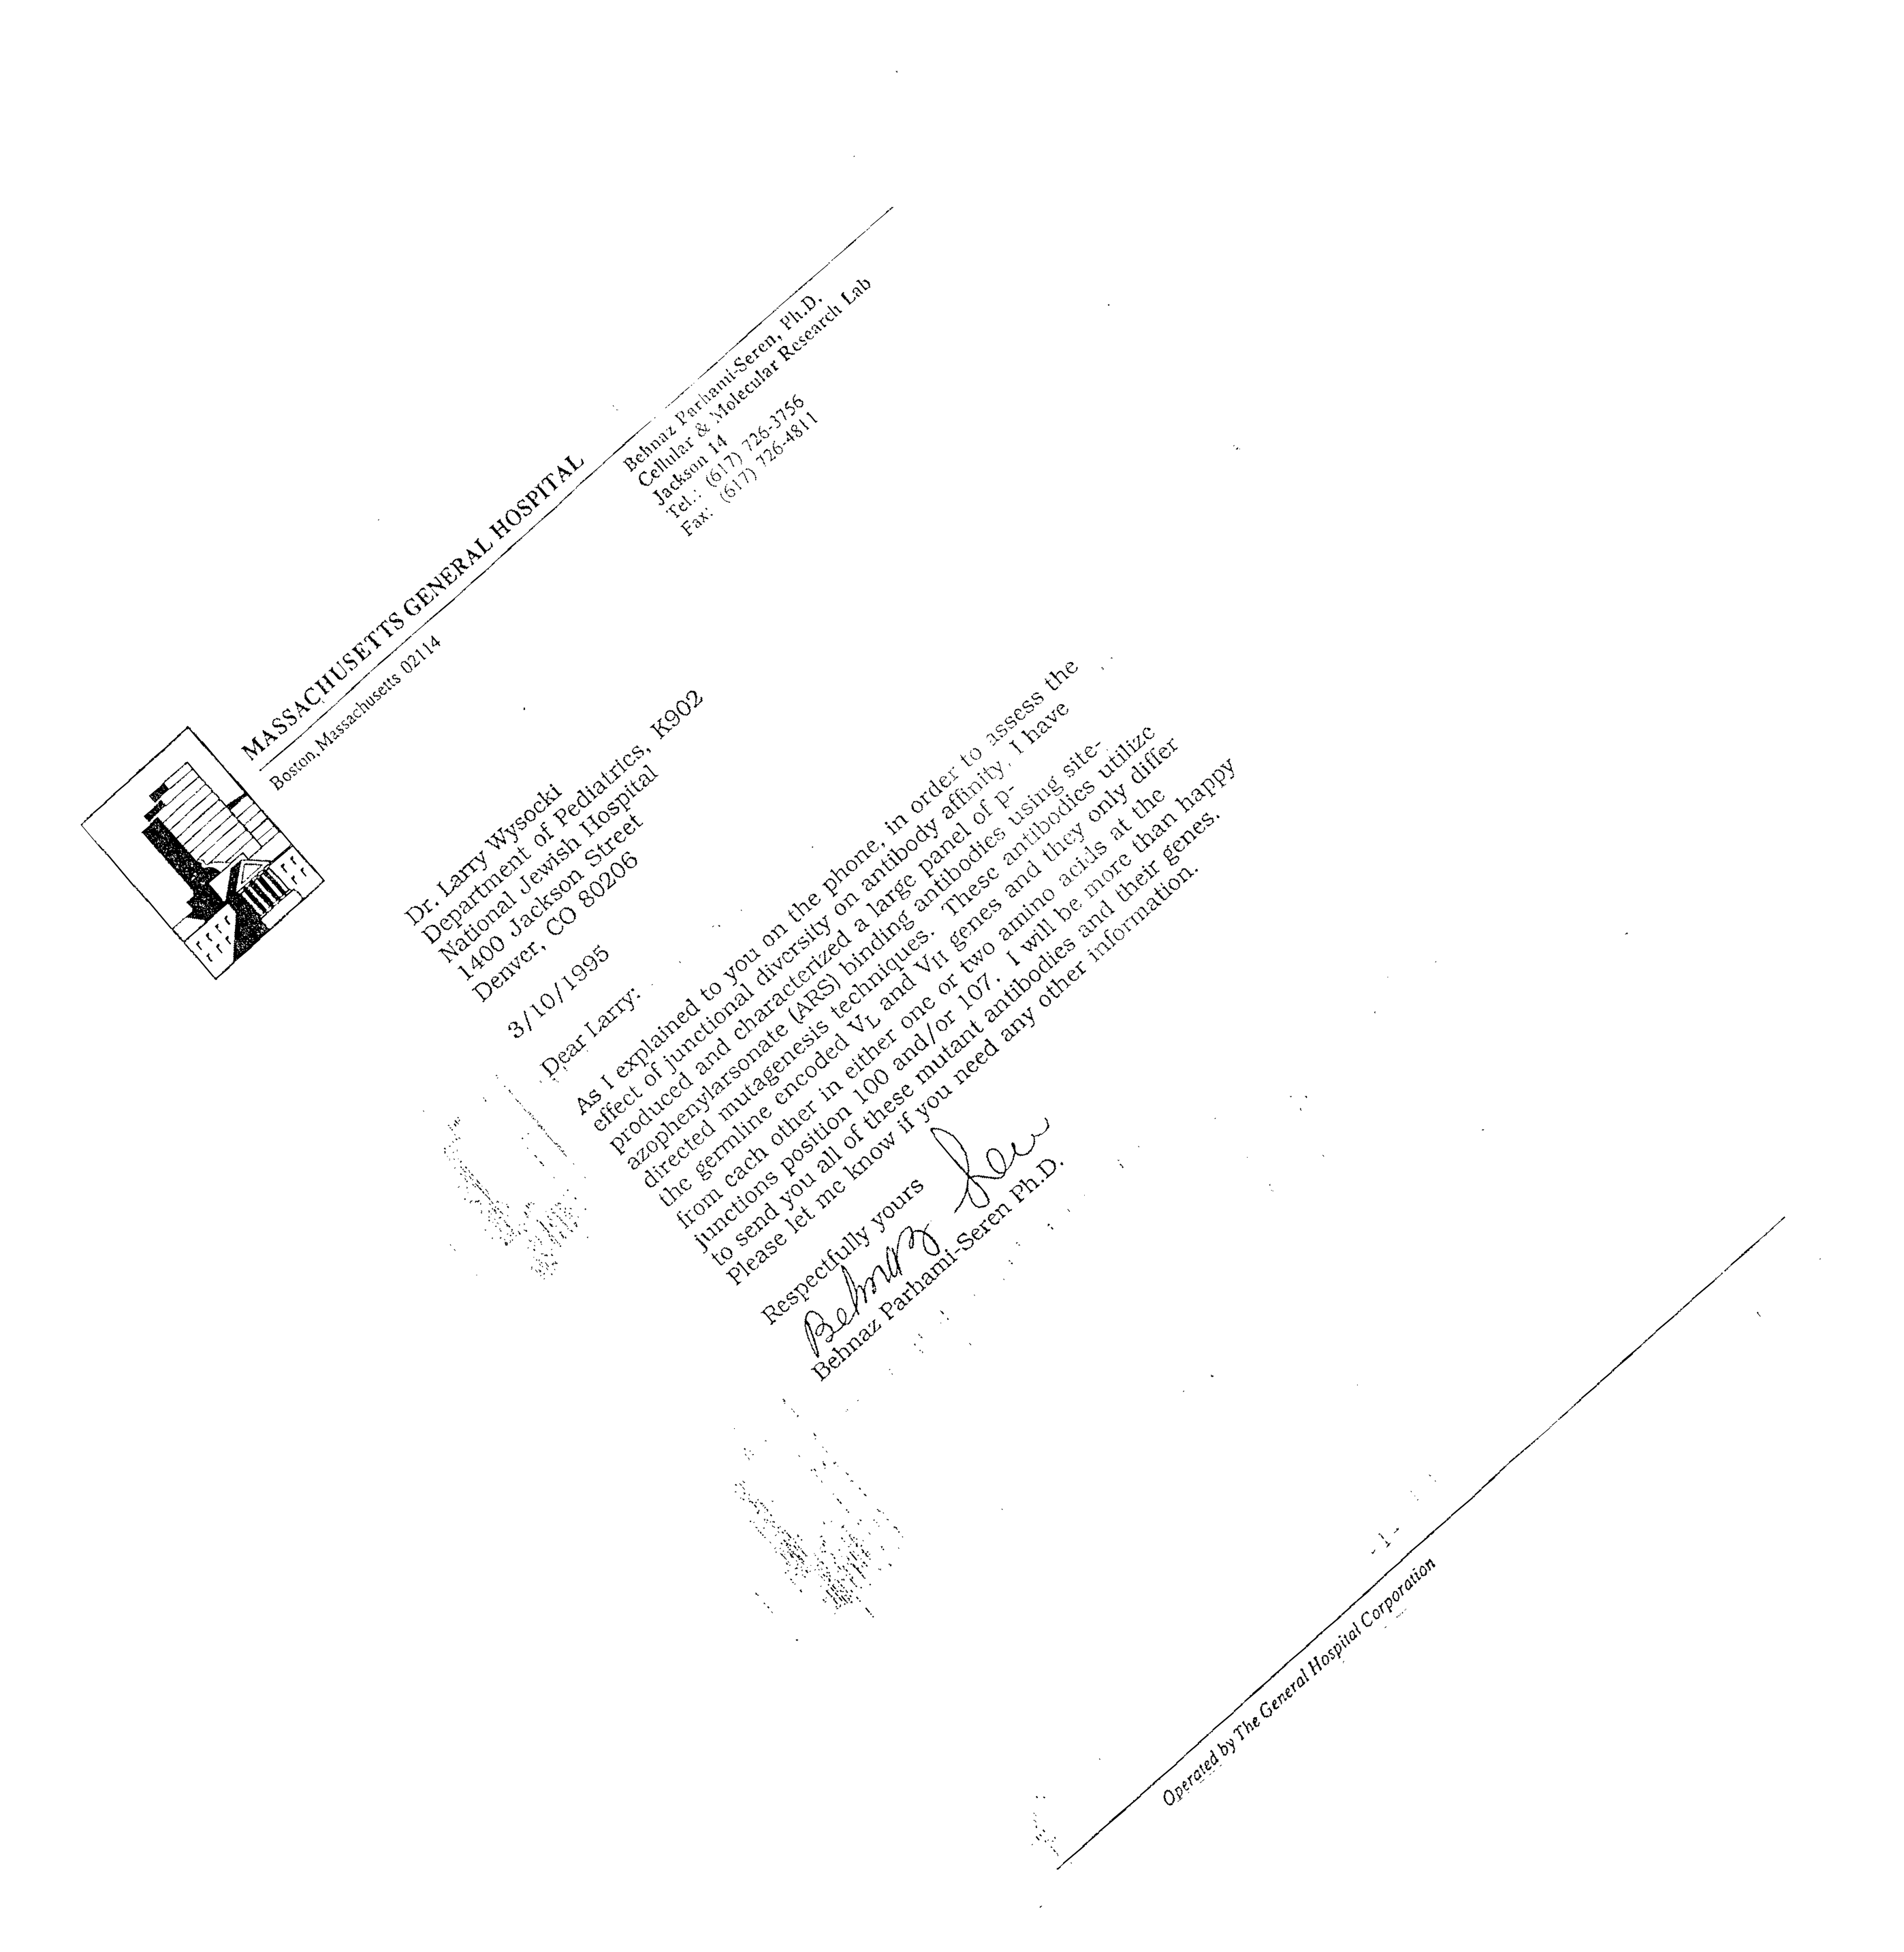 MASSACHUSETTS GENERAL HOSPITAL
Boston, Massachusetts 02114
Behnaz Parhami-Seren, Ph.D.
Cellular & Molecular Research Lab
Jackson 14
Tel.: (617) 726-3756
Fax: (617) 726-4811
Dr. Larry Wysocki
Department of Pediatrics, K902
National Jewish Hospital
1400 Jackson Street
Denver, CO 80206
3/10/1995
Dear Larry:
As I explained to you on the phone, in order to assess the
effect of junctional diversity on antibody affinity, I have
produced and characterized a large panel of p-
azophenylarsonate (ARS) binding antibodies using site-
directed mutagenesis techniques. These antibodies utilize
the germline encoded VL and VH genes and they only differ
from each other in either one or two amino acids at the
junctions position 100 and/or 107. I will be more than happy
to send you all of these mutant antibodies and their genes.
Please let me know if you need any other information.
Respectfully yours
Behnaz Seren
Behnaz Parhami-Seren Ph.D.
-1-
Operated by The General Hospital Corporation